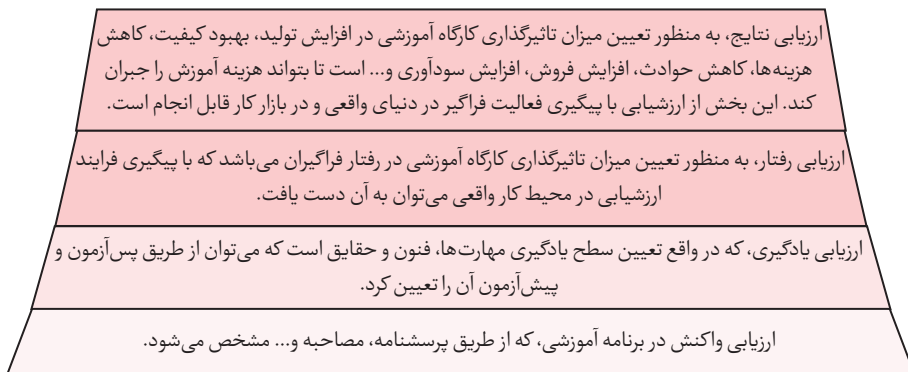 ارزیابی نتایج، به منظور تعیین میزان تاثیرگذاری کارگاه آموزشی در افزایش تولید، بهبود کیفیت، کاهش
هزینه‌ها، کاهش حوادث، افزایش فروش، افزایش سودآوری و... است تا بتواند هزینه آموزش را جبران
کند. این بخش از ارزشیابی با پیگیری فعالیت فراگیر در دنیای واقعی و در بازار کار قابل انجام است.
ارزیابی رفتار، به منظور تعیین میزان تاثیرگذاری کارگاه آموزشی در رفتار فراگیران می‌باشد که با پیگیری فرایند
ارزشیابی در محیط کار واقعی می‌توان به آن دست یافت.
ارزیابی یادگیری، که در واقع تعیین سطح یادگیری مهارت‌ها، فنون و حقایق است که می‌توان از طریق پس‌آزمون و
پیش‌آزمون آن را تعیین کرد.
ارزیابی واکنش در برنامه آموزشی، که از طریق پرسشنامه، مصاحبه و... مشخص می‌شود.